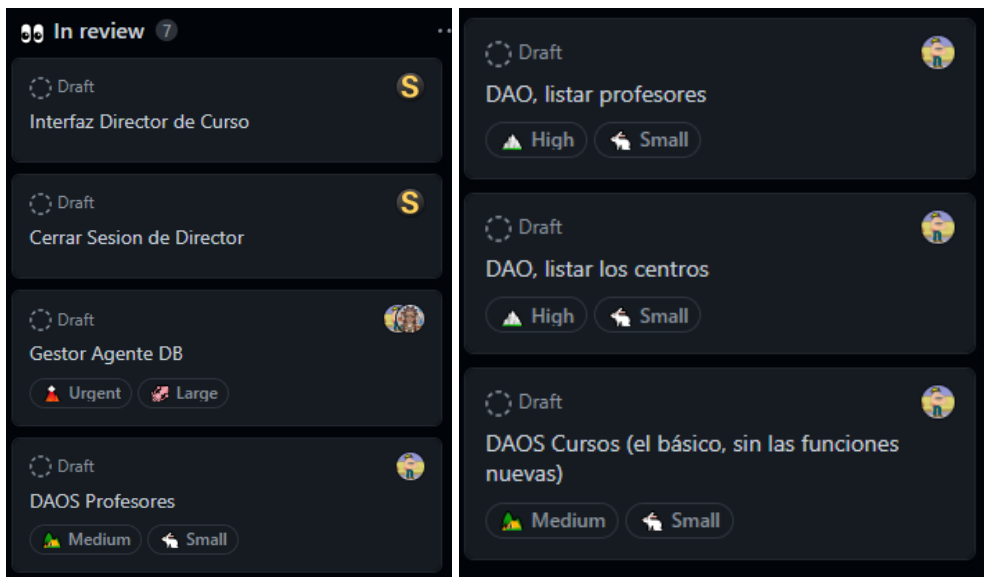 In review 7
Draft
S
Interfaz Director de Curso
Draft
S
Cerrar Sesion de Director
Draft
Gestor Agente DB
Urgent Large
Draft
DAOS Profesores
Medium Small
Draft
DAO, listar profesores
High Small
Draft
DAO, listar los centros
High Small
Draft
DAOS Cursos (el básico, sin las funciones
nuevas)
Medium Small